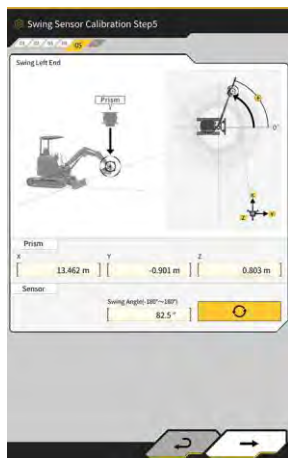 Swing Sensor Calibration Step5
05
Swing Left End
Prism
0°
Prism
X Y Z
[ 13.462 m ] [ -0.901 m ] [ 0.803 m ]
Sensor
Swing Angle(-180°~180°)
[ 82.5 ° ]